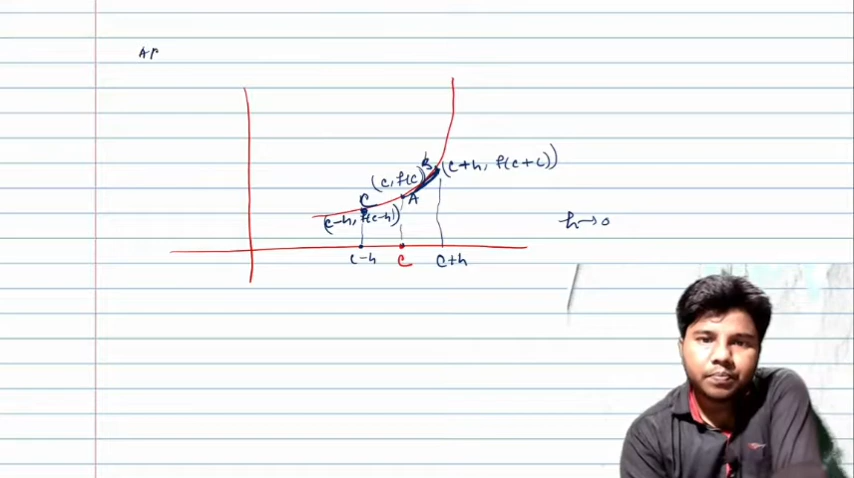 AP
B (c+h, f(c+c))
(c, f(c)
C A
(c-h, f(c-h))
h→0
c-h c c+h